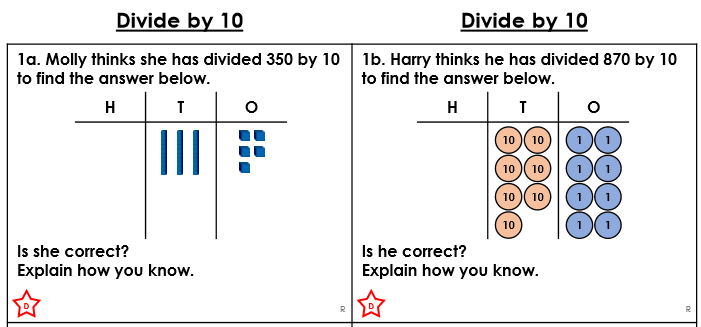 Divide by 10
1a. Molly thinks she has divided 350 by 10
to find the answer below.
H T O
Is she correct?
Explain how you know.
D
R
Divide by 10
1b. Harry thinks he has divided 870 by 10
to find the answer below.
H T O
10 10 1 1
10 10 1 1
10 10 1 1
10 1 1
Is he correct?
Explain how you know.
D
R